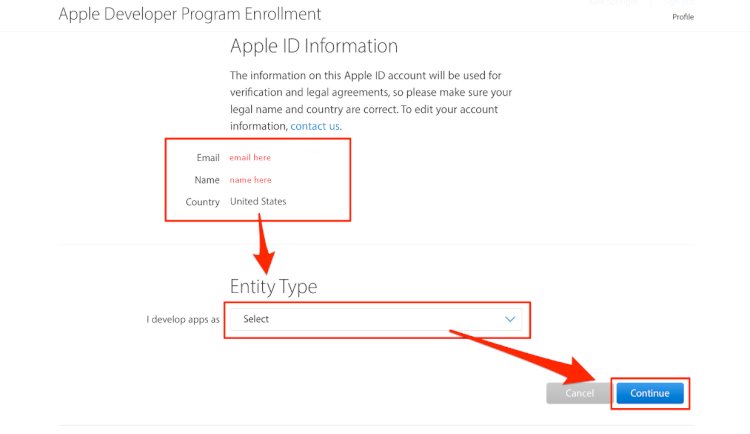 Apple Developer Program Enrollment
Profile
Apple ID Information
The information on this Apple ID account will be used for
verification and legal agreements, so please make sure your
legal name and country are correct. To edit your account
information, contact us.
Email email here
Name name here
Country United States
Entity Type
I develop apps as Select
Cancel Continue